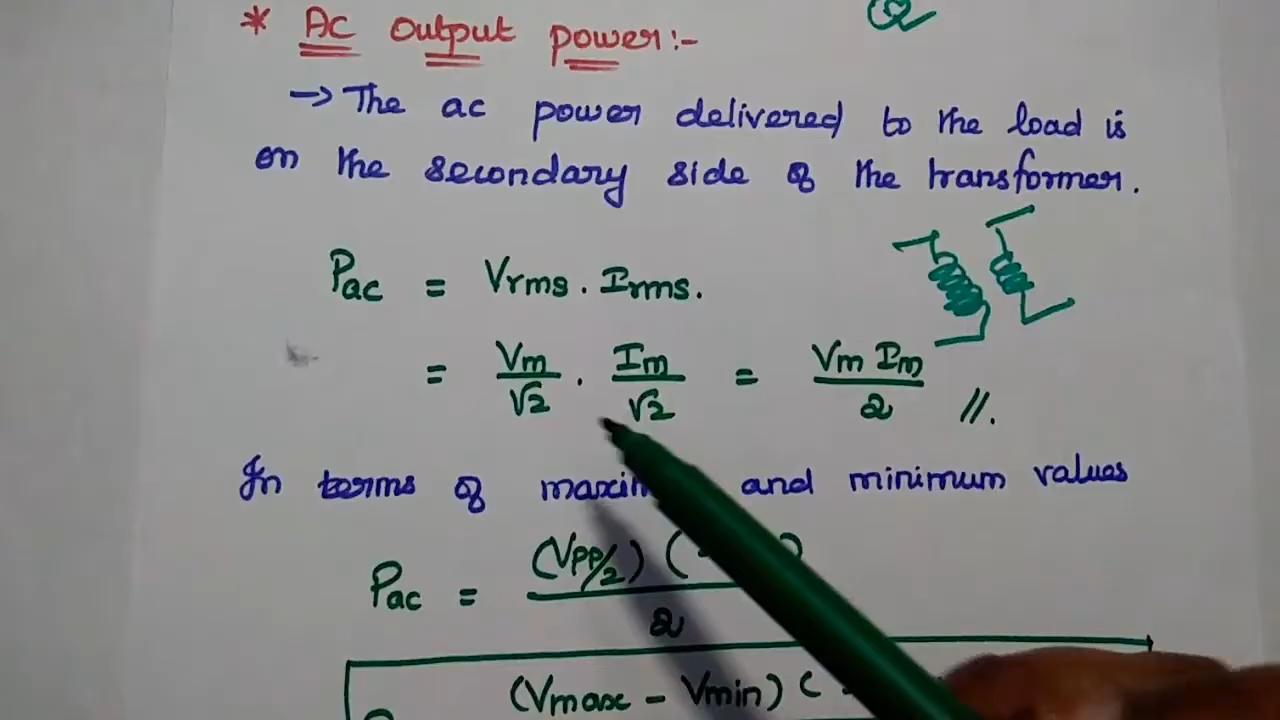 * Ac output power:-
→ The ac power delivered to the load is
on the secondary side of the transformer.
Pac = Vrms . Irms.
= Vm/√2 . Im/√2 = Vm Im/2 //.
In terms of and minimum values
Pac = (VPP/2) ( ) / 2
(Vmax - Vmin) (